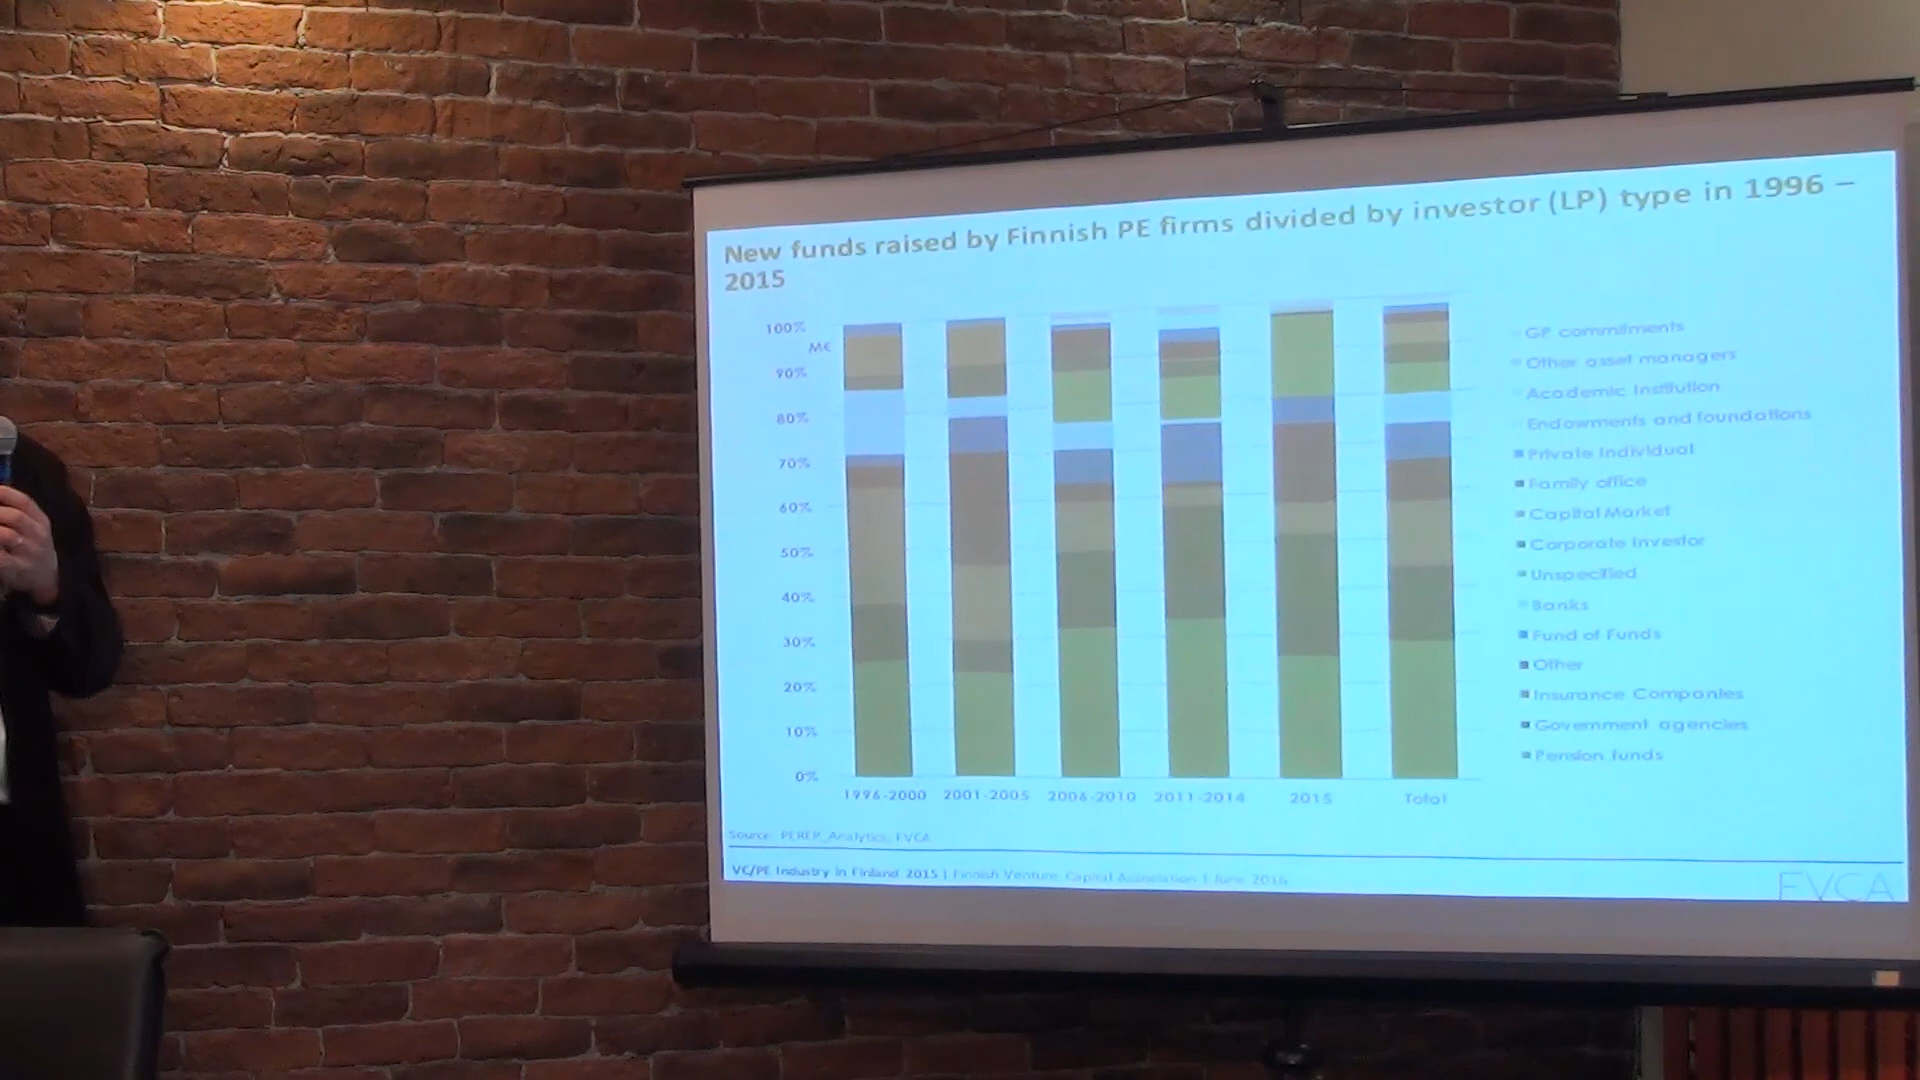 New funds raised by Finnish PE firms divided by investor (LP) type in 1996 –
2015
100%
M€
90%
80%
70%
60%
50%
40%
30%
20%
10%
0%
1996-2000 2001-2005 2006-2010 2011-2014 2015 Total
GP commitments
Other asset managers
Academic Institution
Endowments and foundations
Private Individual
Family office
Capital Market
Corporate Investor
Unspecified
Banks
Fund of Funds
Other
Insurance Companies
Government agencies
Pension funds
Source: PEREP_Analytics, FVCA
VC/PE Industry in Finland 2015 | Finnish Venture Capital Association | June 2016
FVCA